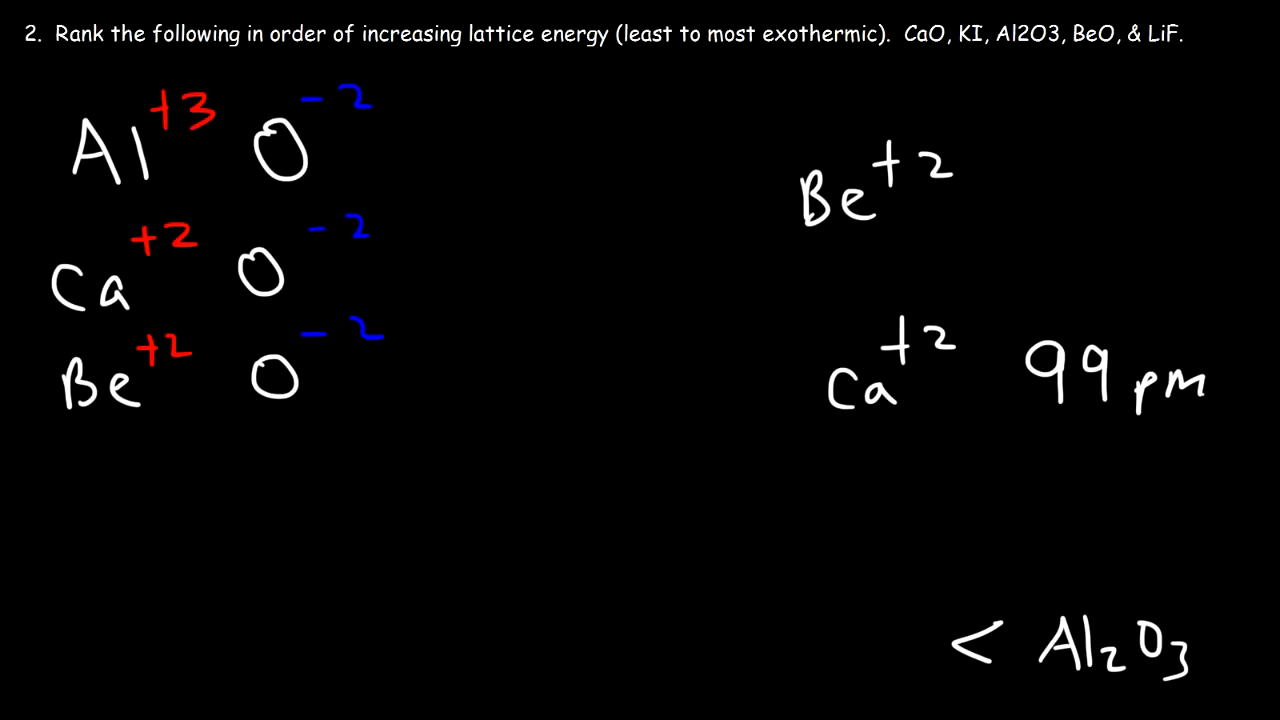 2. Rank the following in order of increasing lattice energy (least to most exothermic). CaO, KI, Al2O3, BeO, & LiF.
Al⁺³ O⁻²
Be⁺²
Ca⁺² O⁻²
Ca⁺² 99 pm
Be⁺² O⁻²
< Al₂O₃